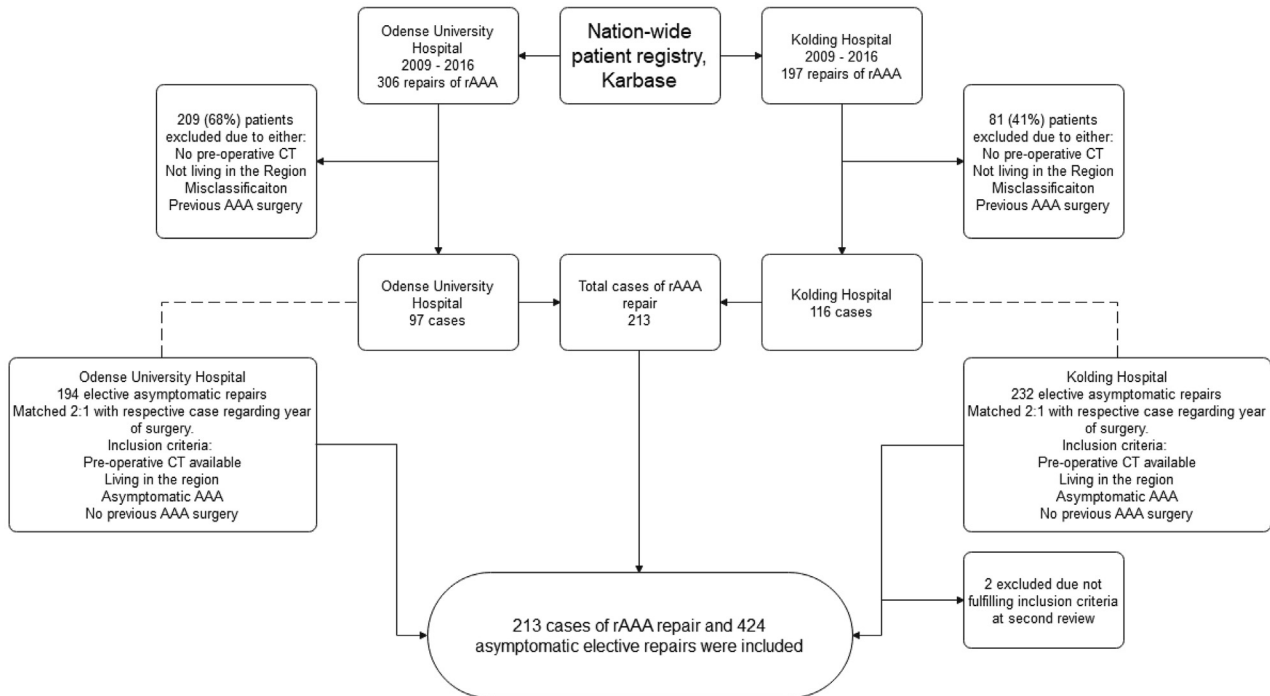 Odense University
Hospital
2009 - 2016
306 repairs of rAAA
Nation-wide
patient registry,
Karbase
Kolding Hospital
2009 - 2016
197 repairs of rAAA
209 (68%) patients
excluded due to either:
No pre-operative CT
Not living in the Region
Misclassificaiton
Previous AAA surgery
81 (41%) patients
excluded due to either:
No pre-operative CT
Not living in the Region
Misclassification
Previous AAA surgery
Odense University
Hospital
97 cases
Total cases of rAAA
repair
213
Kolding Hospital
116 cases
Odense University Hospital
194 elective asymptomatic repairs
Matched 2:1 with respective case regarding year
of surgery.
Inclusion criteria:
Pre-operative CT available
Living in the region
Asymptomatic AAA
No previous AAA surgery
Kolding Hospital
232 elective asymptomatic repairs
Matched 2:1 with respective case regarding year
of surgery.
Inclusion criteria:
Pre-operative CT available
Living in the region
Asymptomatic AAA
No previous AAA surgery
2 excluded due not
fulfilling inclusion criteria
at second review
213 cases of rAAA repair and 424
asymptomatic elective repairs were included